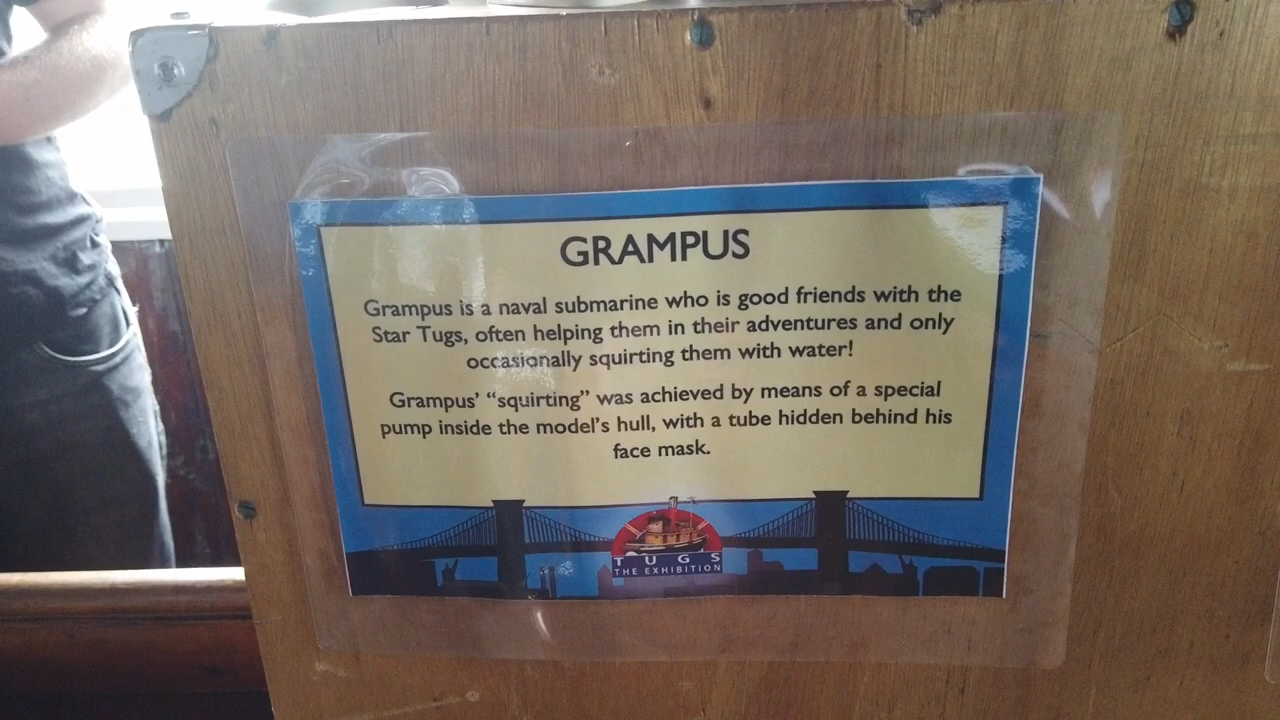 GRAMPUS
Grampus is a naval submarine who is good friends with the
Star Tugs, often helping them in their adventures and only
occasionally squirting them with water!
Grampus’ “squirting” was achieved by means of a special
pump inside the model’s hull, with a tube hidden behind his
face mask.
TUGS
THE EXHIBITION